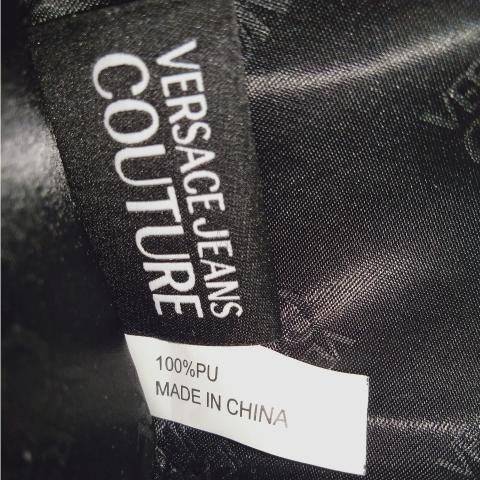 VERSACE JEANS
COUTURE
100%PU
MADE IN CHINA